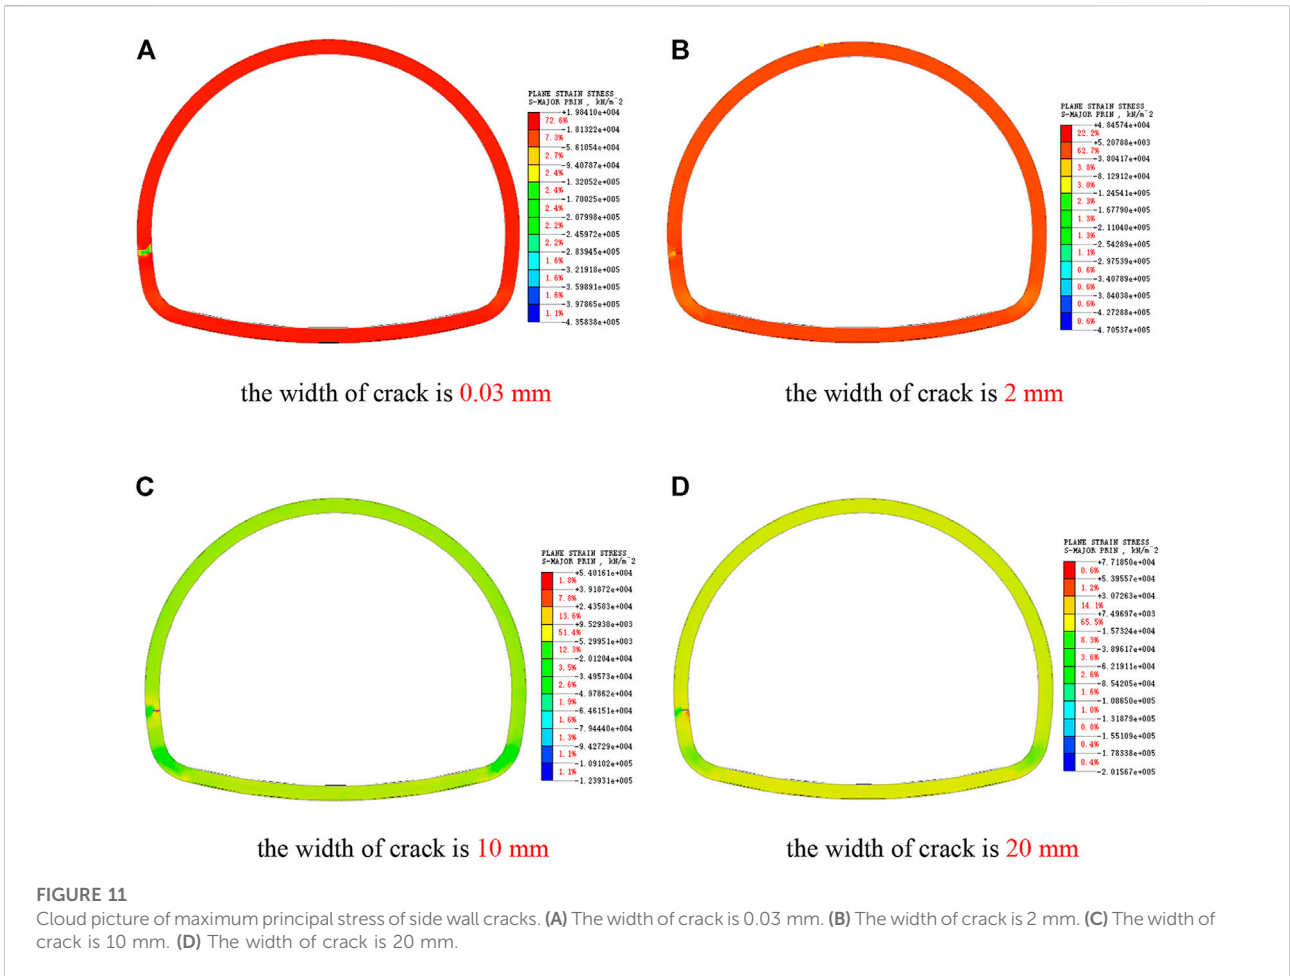 A
PLANE STRAIN STRESS
S-MAJOR PRIN , kN/m^2
+1.98410e+004
72.6%
-1.81322e+004
7.3%
-5.61054e+004
2.7%
-9.40787e+004
2.4%
-1.32052e+005
2.4%
-1.70025e+005
2.4%
-2.07998e+005
2.2%
-2.45972e+005
2.2%
-2.83945e+005
1.6%
-3.21918e+005
1.6%
-3.59891e+005
1.6%
-3.97865e+005
1.1%
-4.35838e+005
the width of crack is 0.03 mm
B
PLANE STRAIN STRESS
S-MAJOR PRIN , kN/m^2
+4.84574e+004
22.2%
+5.20788e+003
62.7%
-3.80417e+004
3.8%
-8.12912e+004
3.0%
-1.24541e+005
2.3%
-1.67790e+005
1.3%
-2.11040e+005
1.3%
-2.54289e+005
1.1%
-2.97539e+005
0.6%
-3.40789e+005
0.6%
-3.84038e+005
0.6%
-4.27288e+005
0.6%
-4.70537e+005
the width of crack is 2 mm
C
PLANE STRAIN STRESS
S-MAJOR PRIN , kN/m^2
+5.40161e+004
1.8%
+3.91872e+004
7.8%
+2.43583e+004
13.6%
+9.52938e+003
51.4%
-5.29951e+003
12.3%
-2.01284e+004
3.5%
-3.49573e+004
2.6%
-4.97862e+004
1.9%
-6.46151e+004
1.6%
-7.94440e+004
1.3%
-9.42729e+004
1.1%
-1.09102e+005
1.1%
-1.23931e+005
the width of crack is 10 mm
D
PLANE STRAIN STRESS
S-MAJOR PRIN , kN/m^2
+7.71850e+004
0.6%
+5.39557e+004
1.2%
+3.07263e+004
14.1%
+7.49697e+003
65.5%
-1.57324e+004
8.3%
-3.89617e+004
3.6%
-6.21911e+004
2.6%
-8.54205e+004
1.6%
-1.08650e+005
1.0%
-1.31879e+005
0.8%
-1.55109e+005
0.4%
-1.78338e+005
0.4%
-2.01567e+005
the width of crack is 20 mm
FIGURE 11
Cloud picture of maximum principal stress of side wall cracks. (A) The width of crack is 0.03 mm. (B) The width of crack is 2 mm. (C) The width of
crack is 10 mm. (D) The width of crack is 20 mm.